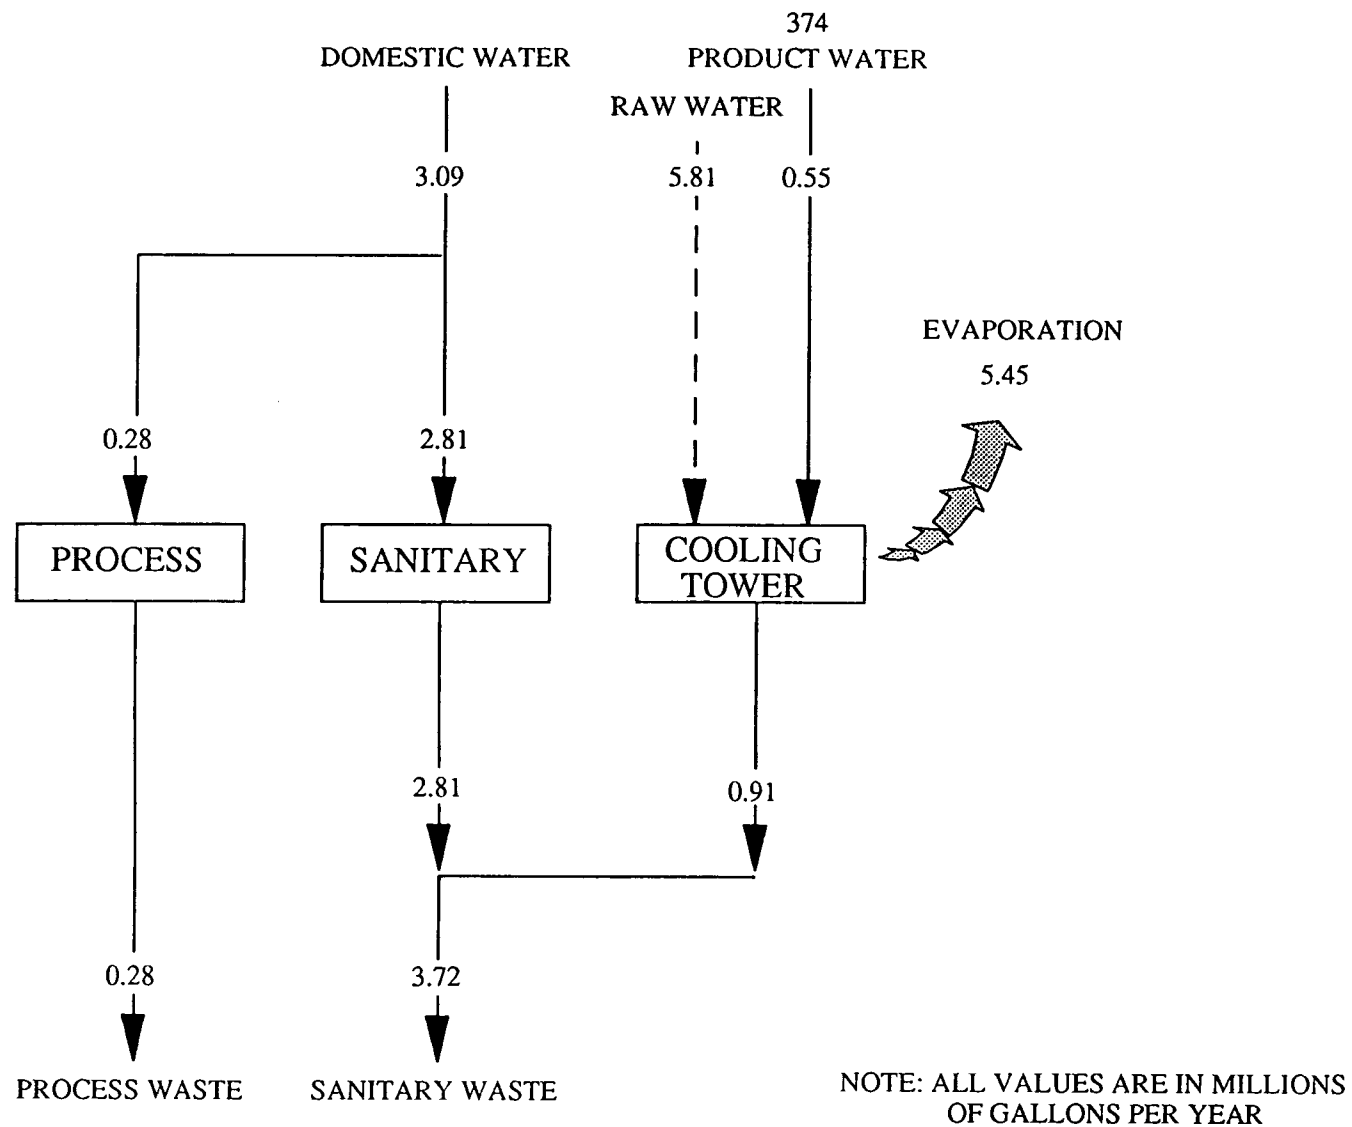 374
DOMESTIC WATER
PRODUCT WATER
RAW WATER
3.09
5.81
0.55
EVAPORATION
5.45
0.28
2.81
PROCESS
SANITARY
COOLING
TOWER
2.81
0.91
0.28
3.72
PROCESS WASTE
SANITARY WASTE
NOTE: ALL VALUES ARE IN MILLIONS
OF GALLONS PER YEAR